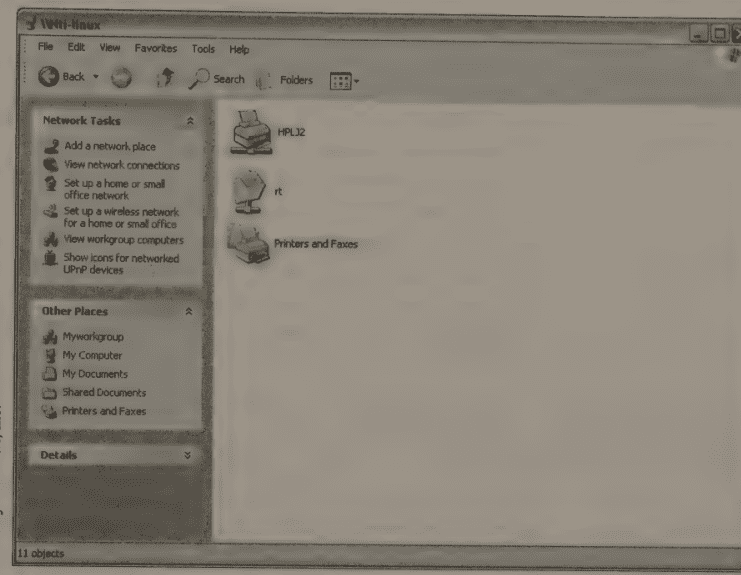 File Edit View Favorites Tools Help
Back Search Folders
Network Tasks
Add a network place
View network connections
Set up a home or small
office network
Set up a wireless network
for a home or small office
View workgroup computers
Show icons for networked
UPnP devices
Other Places
Myworkgroup
My Computer
My Documents
Shared Documents
Printers and Faxes
Details
HPLJ2
rt
Printers and Faxes
11 objects